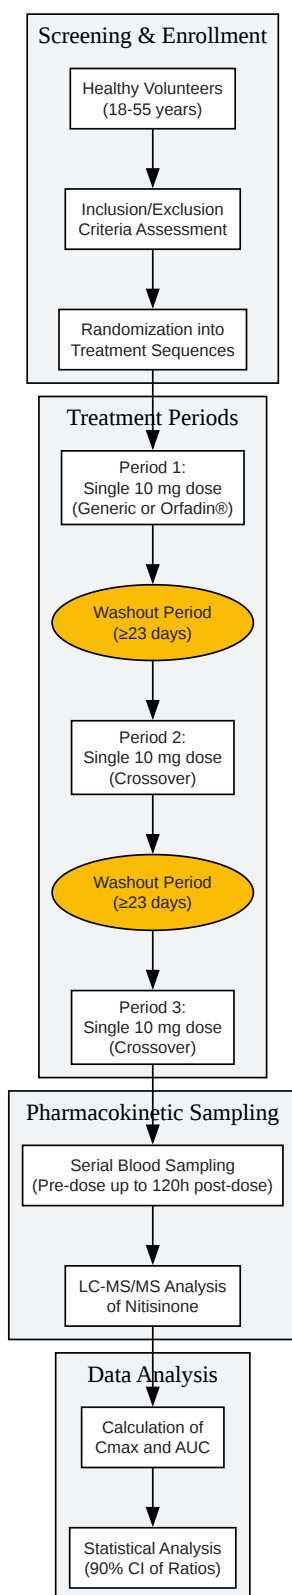 Screening & Enrollment
Healthy Volunteers
(18-55 years)
Inclusion/Exclusion
Criteria Assessment
Randomization into
Treatment Sequences
Treatment Periods
Period 1:
Single 10 mg dose
(Generic or Orfadin®)
Washout Period
(≥23 days)
Period 2:
Single 10 mg dose
(Crossover)
Washout Period
(≥23 days)
Period 3:
Single 10 mg dose
(Crossover)
Pharmacokinetic Sampling
Serial Blood Sampling
(Pre-dose up to 120h post-dose)
LC-MS/MS Analysis
of Nitisinone
Data Analysis
Calculation of
Cmax and AUC
Statistical Analysis
(90% CI of Ratios)